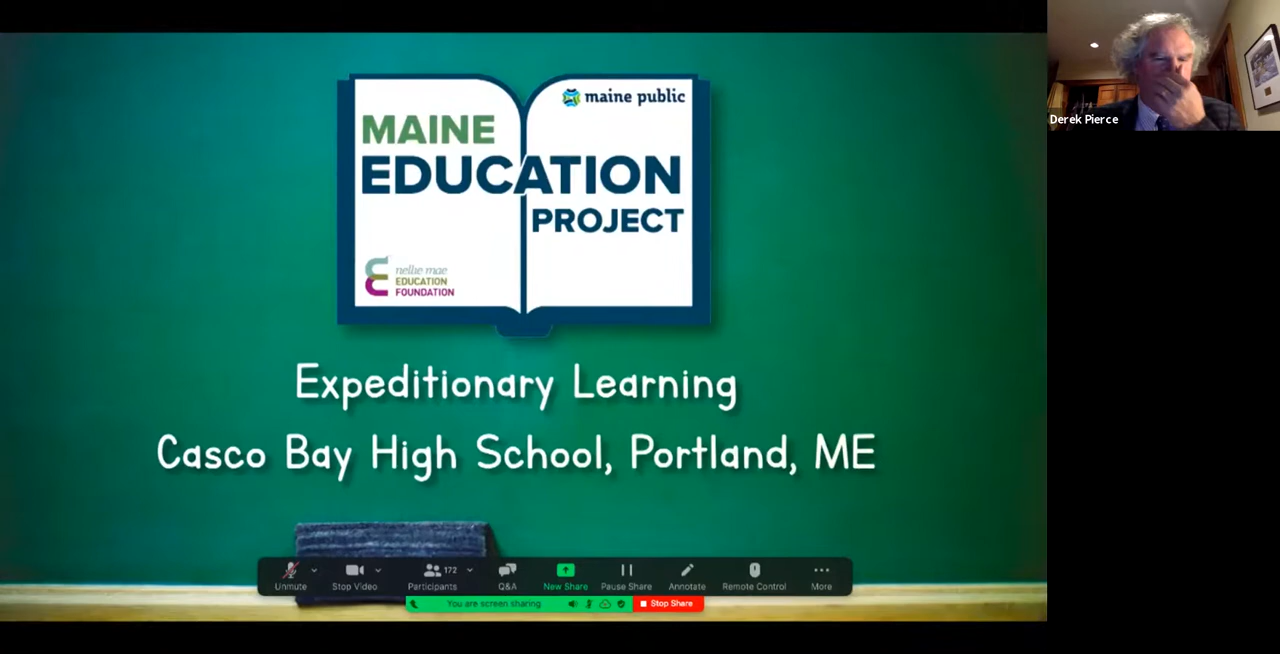 maine public
MAINE
EDUCATION
PROJECT
nellie mae
EDUCATION
FOUNDATION
Expeditionary Learning
Casco Bay High School, Portland, ME
Derek Pierce
172
Unmute Stop Video Participants Q&A New Share Pause Share Annotate Remote Control More
You are screen sharing Stop Share